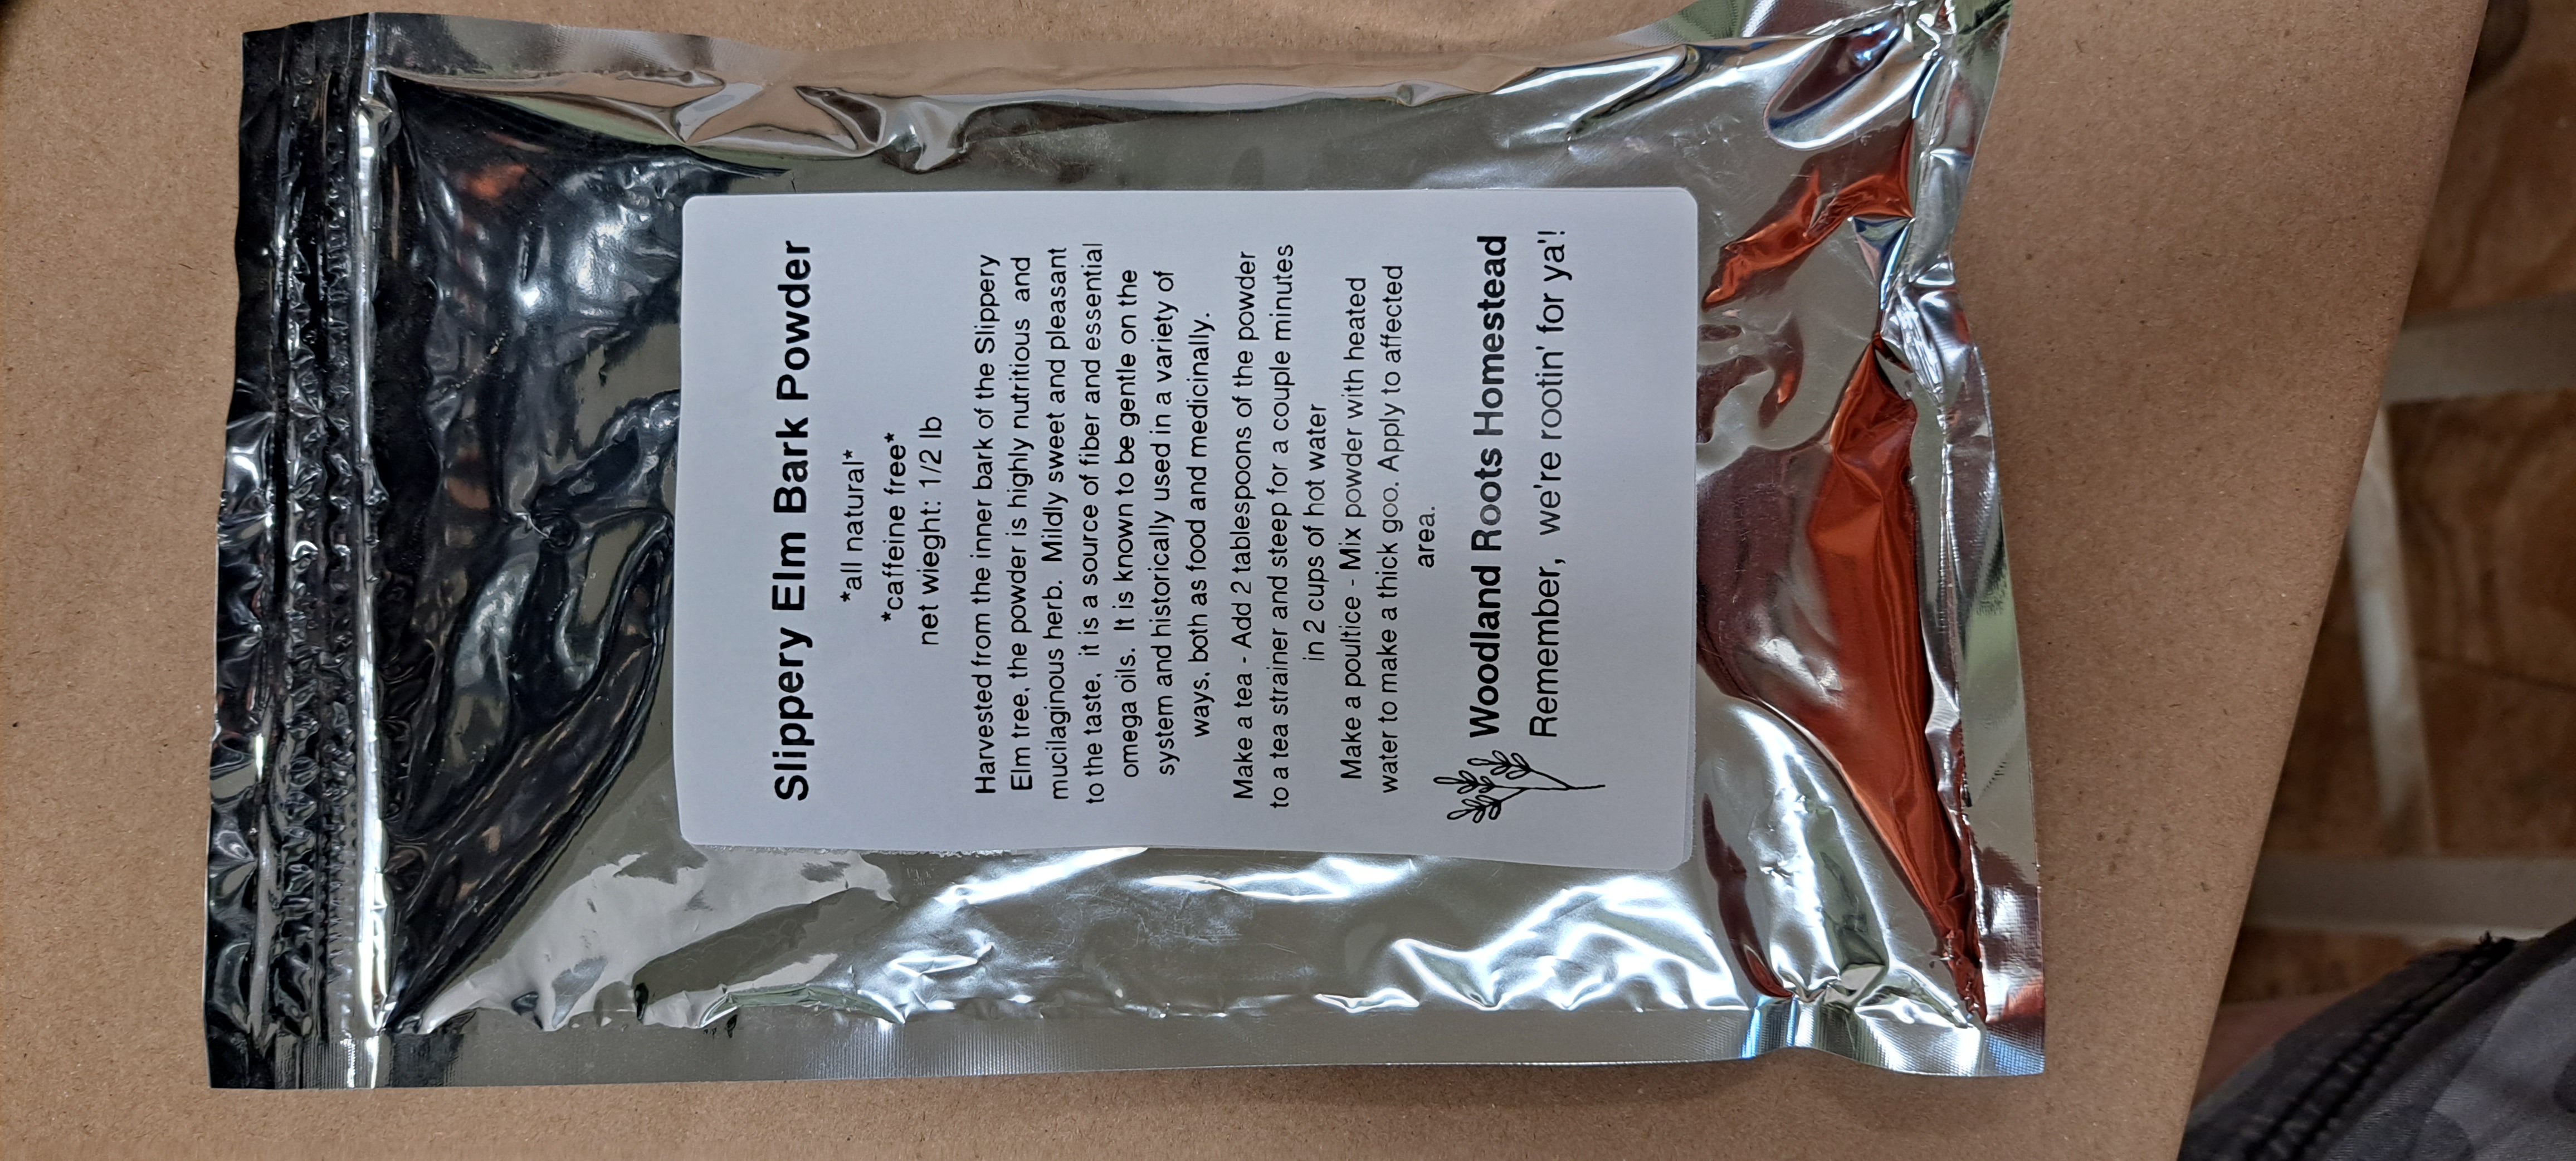 Slippery Elm Bark Powder
*all natural*
*caffeine free*
net wieght: 1/2 lb
Harvested from the inner bark of the Slippery
Elm tree, the powder is highly nutritious and
mucilaginous herb. Mildly sweet and pleasant
to the taste, it is a source of fiber and essential
omega oils. It is known to be gentle on the
system and historically used in a variety of
ways, both as food and medicinally.
Make a tea - Add 2 tablespoons of the powder
to a tea strainer and steep for a couple minutes
in 2 cups of hot water
Make a poultice - Mix powder with heated
water to make a thick goo. Apply to affected
area.
Woodland Roots Homestead
Remember, we're rootin' for ya'!